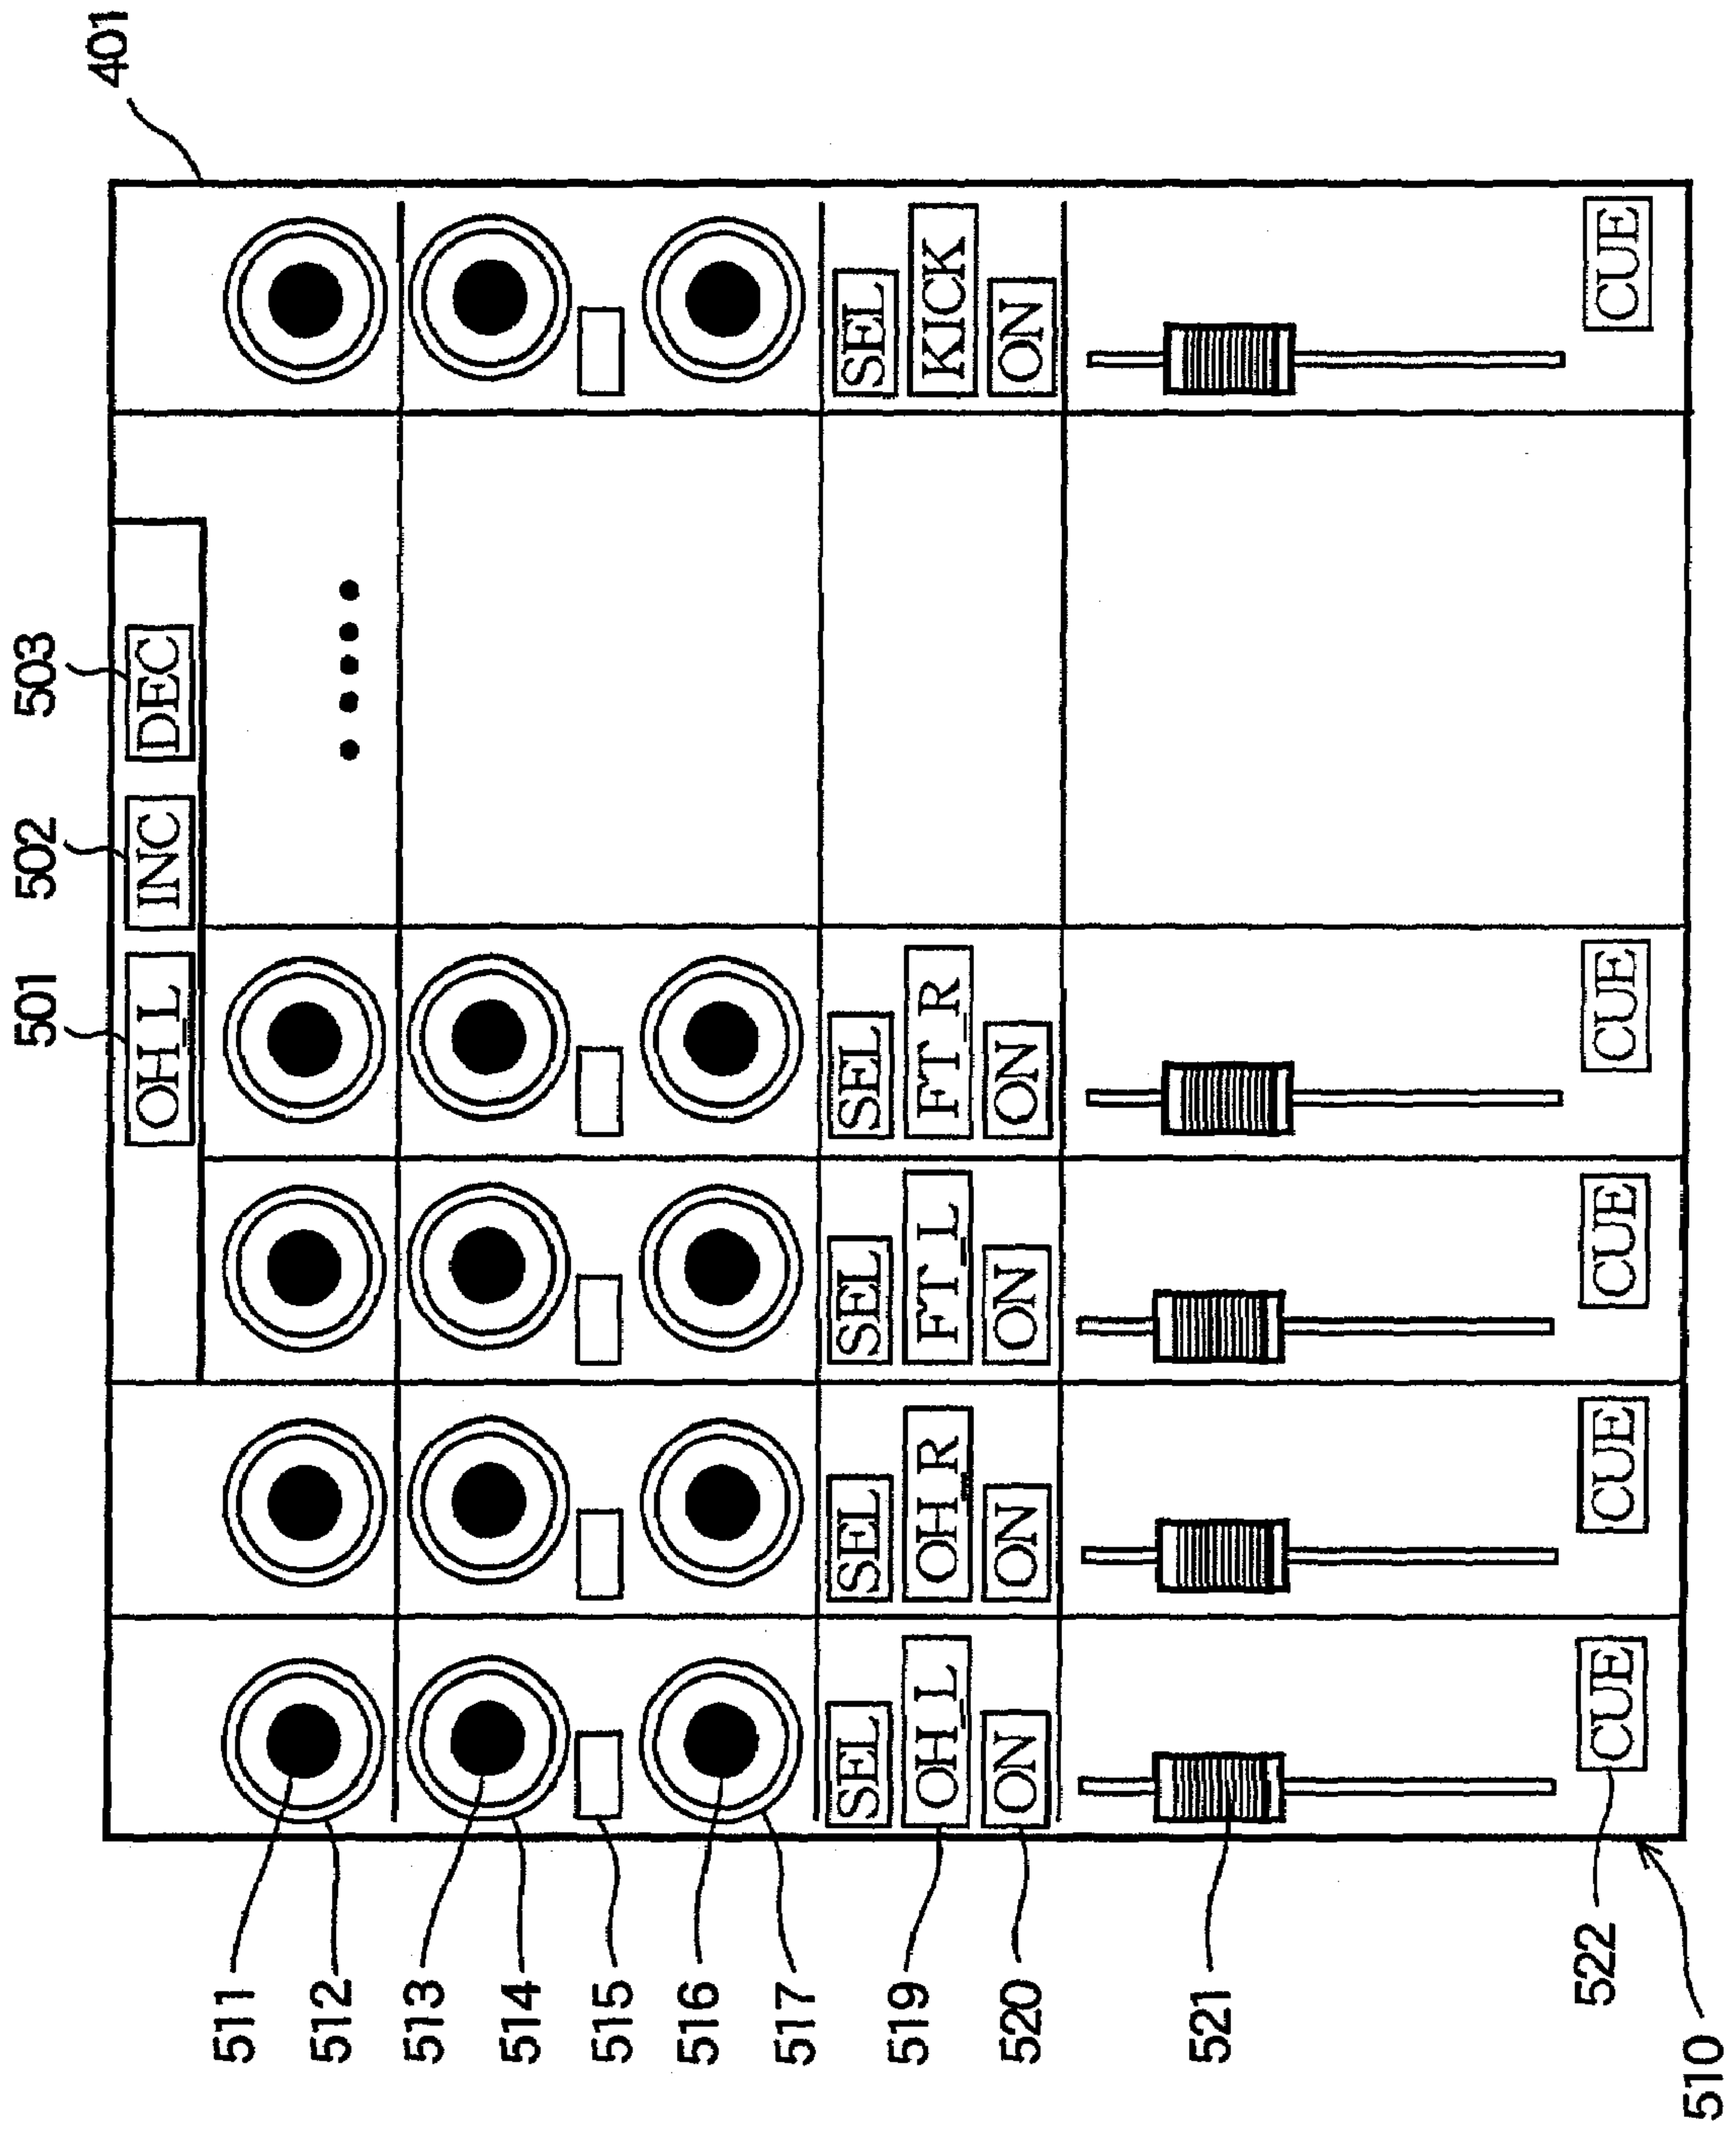 401
501 502 503
OH_L INC DEC
511
512
513
514
515
516
517
SEL SEL SEL SEL SEL
519
OH_L OH_R FT_L FT_R KICK
520
ON ON ON ON ON
521
522
CUE CUE CUE CUE CUE
510